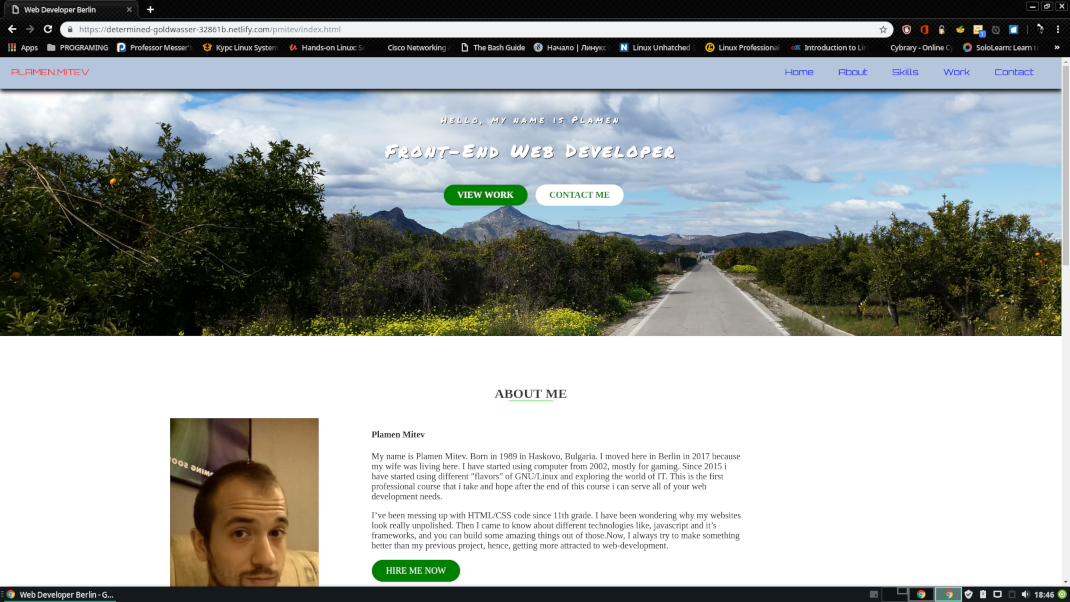 Web Developer Berlin
https://determined-goldwasser-32861b.netlify.com/pmitev/index.html
Apps PROGRAMING Professor Messer's Курс Linux System Hands-on Linux: S Cisco Networking The Bash Guide Начало | Линукс Linux Unhatched Linux Professional Introduction to Li Cybrary - Online Cy SoloLearn: Learn t »
PLAMEN.MITEV Home About Skills Work Contact
Hello, my name is Plamen
Front-End Web Developer
VIEW WORK CONTACT ME
ABOUT ME
Plamen Mitev
My name is Plamen Mitev. Born in 1989 in Haskovo, Bulgaria. I moved here in Berlin in 2017 because
my wife was living here. I have started using computer from 2002, mostly for gaming. Since 2015 i
have started using different "flavors" of GNU/Linux and exploring the world of IT. This is the first
professional course that i take and hope after the end of this course i can serve all of your web
development needs.
I've been messing up with HTML/CSS code since 11th grade. I have been wondering why my websites
look really unpolished. Then I came to know about different technologies like, javascript and it's
frameworks, and you can build some amazing things out of those.Now, I always try to make something
better than my previous project, hence, getting more attracted to web-development.
HIRE ME NOW
Web Developer Berlin - G... 18:46